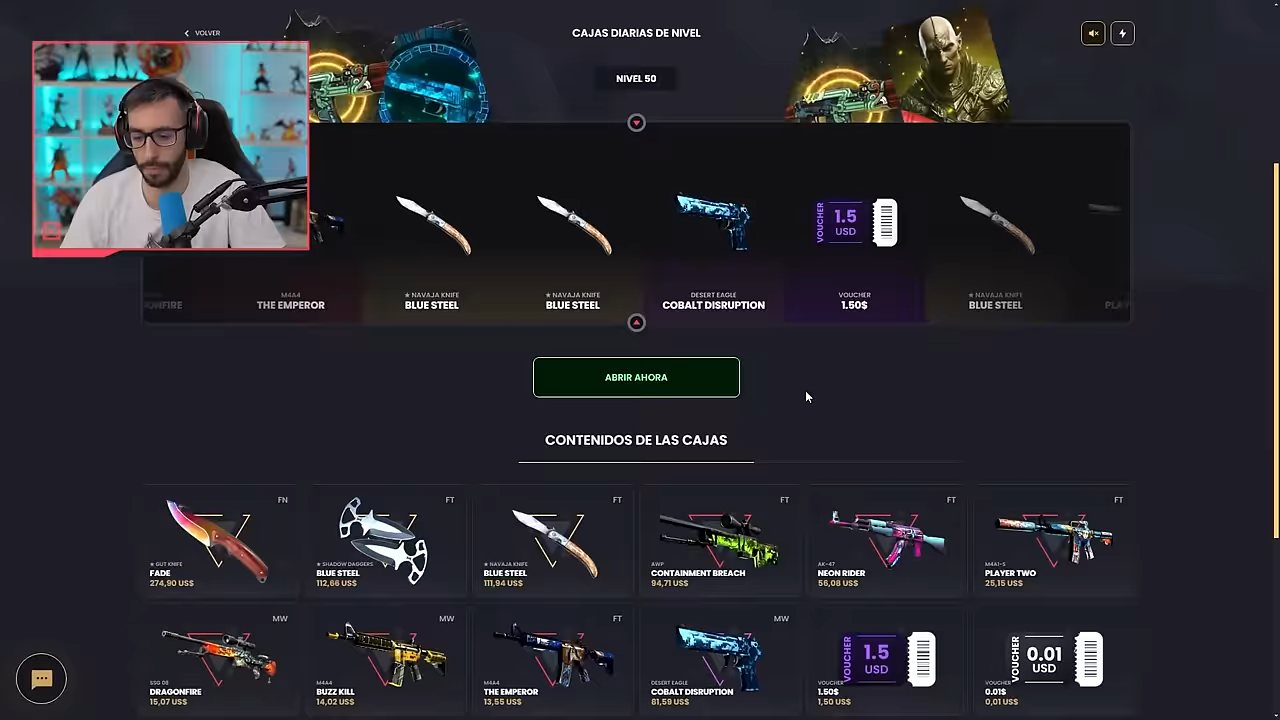 VOLVER
CAJAS DIARIAS DE NIVEL
NIVEL 50
VOUCHER
1.5
USD
ONFIRE
M4A4
THE EMPEROR
★ NAVAJA KNIFE
BLUE STEEL
★ NAVAJA KNIFE
BLUE STEEL
DESERT EAGLE
COBALT DISRUPTION
VOUCHER
1.50$
★ NAVAJA KNIFE
BLUE STEEL
PLAY
ABRIR AHORA
CONTENIDOS DE LAS CAJAS
FN
★ GUT KNIFE
FADE
274,90 US$
FT
★ SHADOW DAGGERS
BLUE STEEL
112,66 US$
FT
★ NAVAJA KNIFE
BLUE STEEL
111,94 US$
FT
AWP
CONTAINMENT BREACH
94,71 US$
FT
AK-47
NEON RIDER
56,08 US$
FT
M4A1-S
PLAYER TWO
25,15 US$
MW
SSG 08
DRAGONFIRE
15,07 US$
MW
M4A4
BUZZ KILL
14,02 US$
FT
M4A4
THE EMPEROR
13,55 US$
MW
DESERT EAGLE
COBALT DISRUPTION
81,59 US$
VOUCHER
1.5
USD
VOUCHER
1.50$
1,50 US$
VOUCHER
0.01
USD
VOUCHER
0.01$
0,01 US$